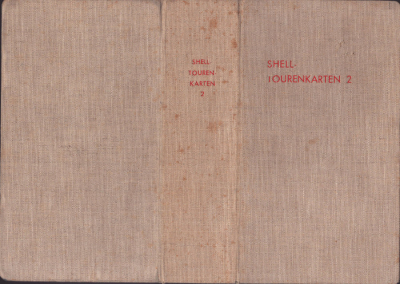 SHELL-
TOUREN-
KARTEN
2
SHELL-
TOURENKARTEN 2